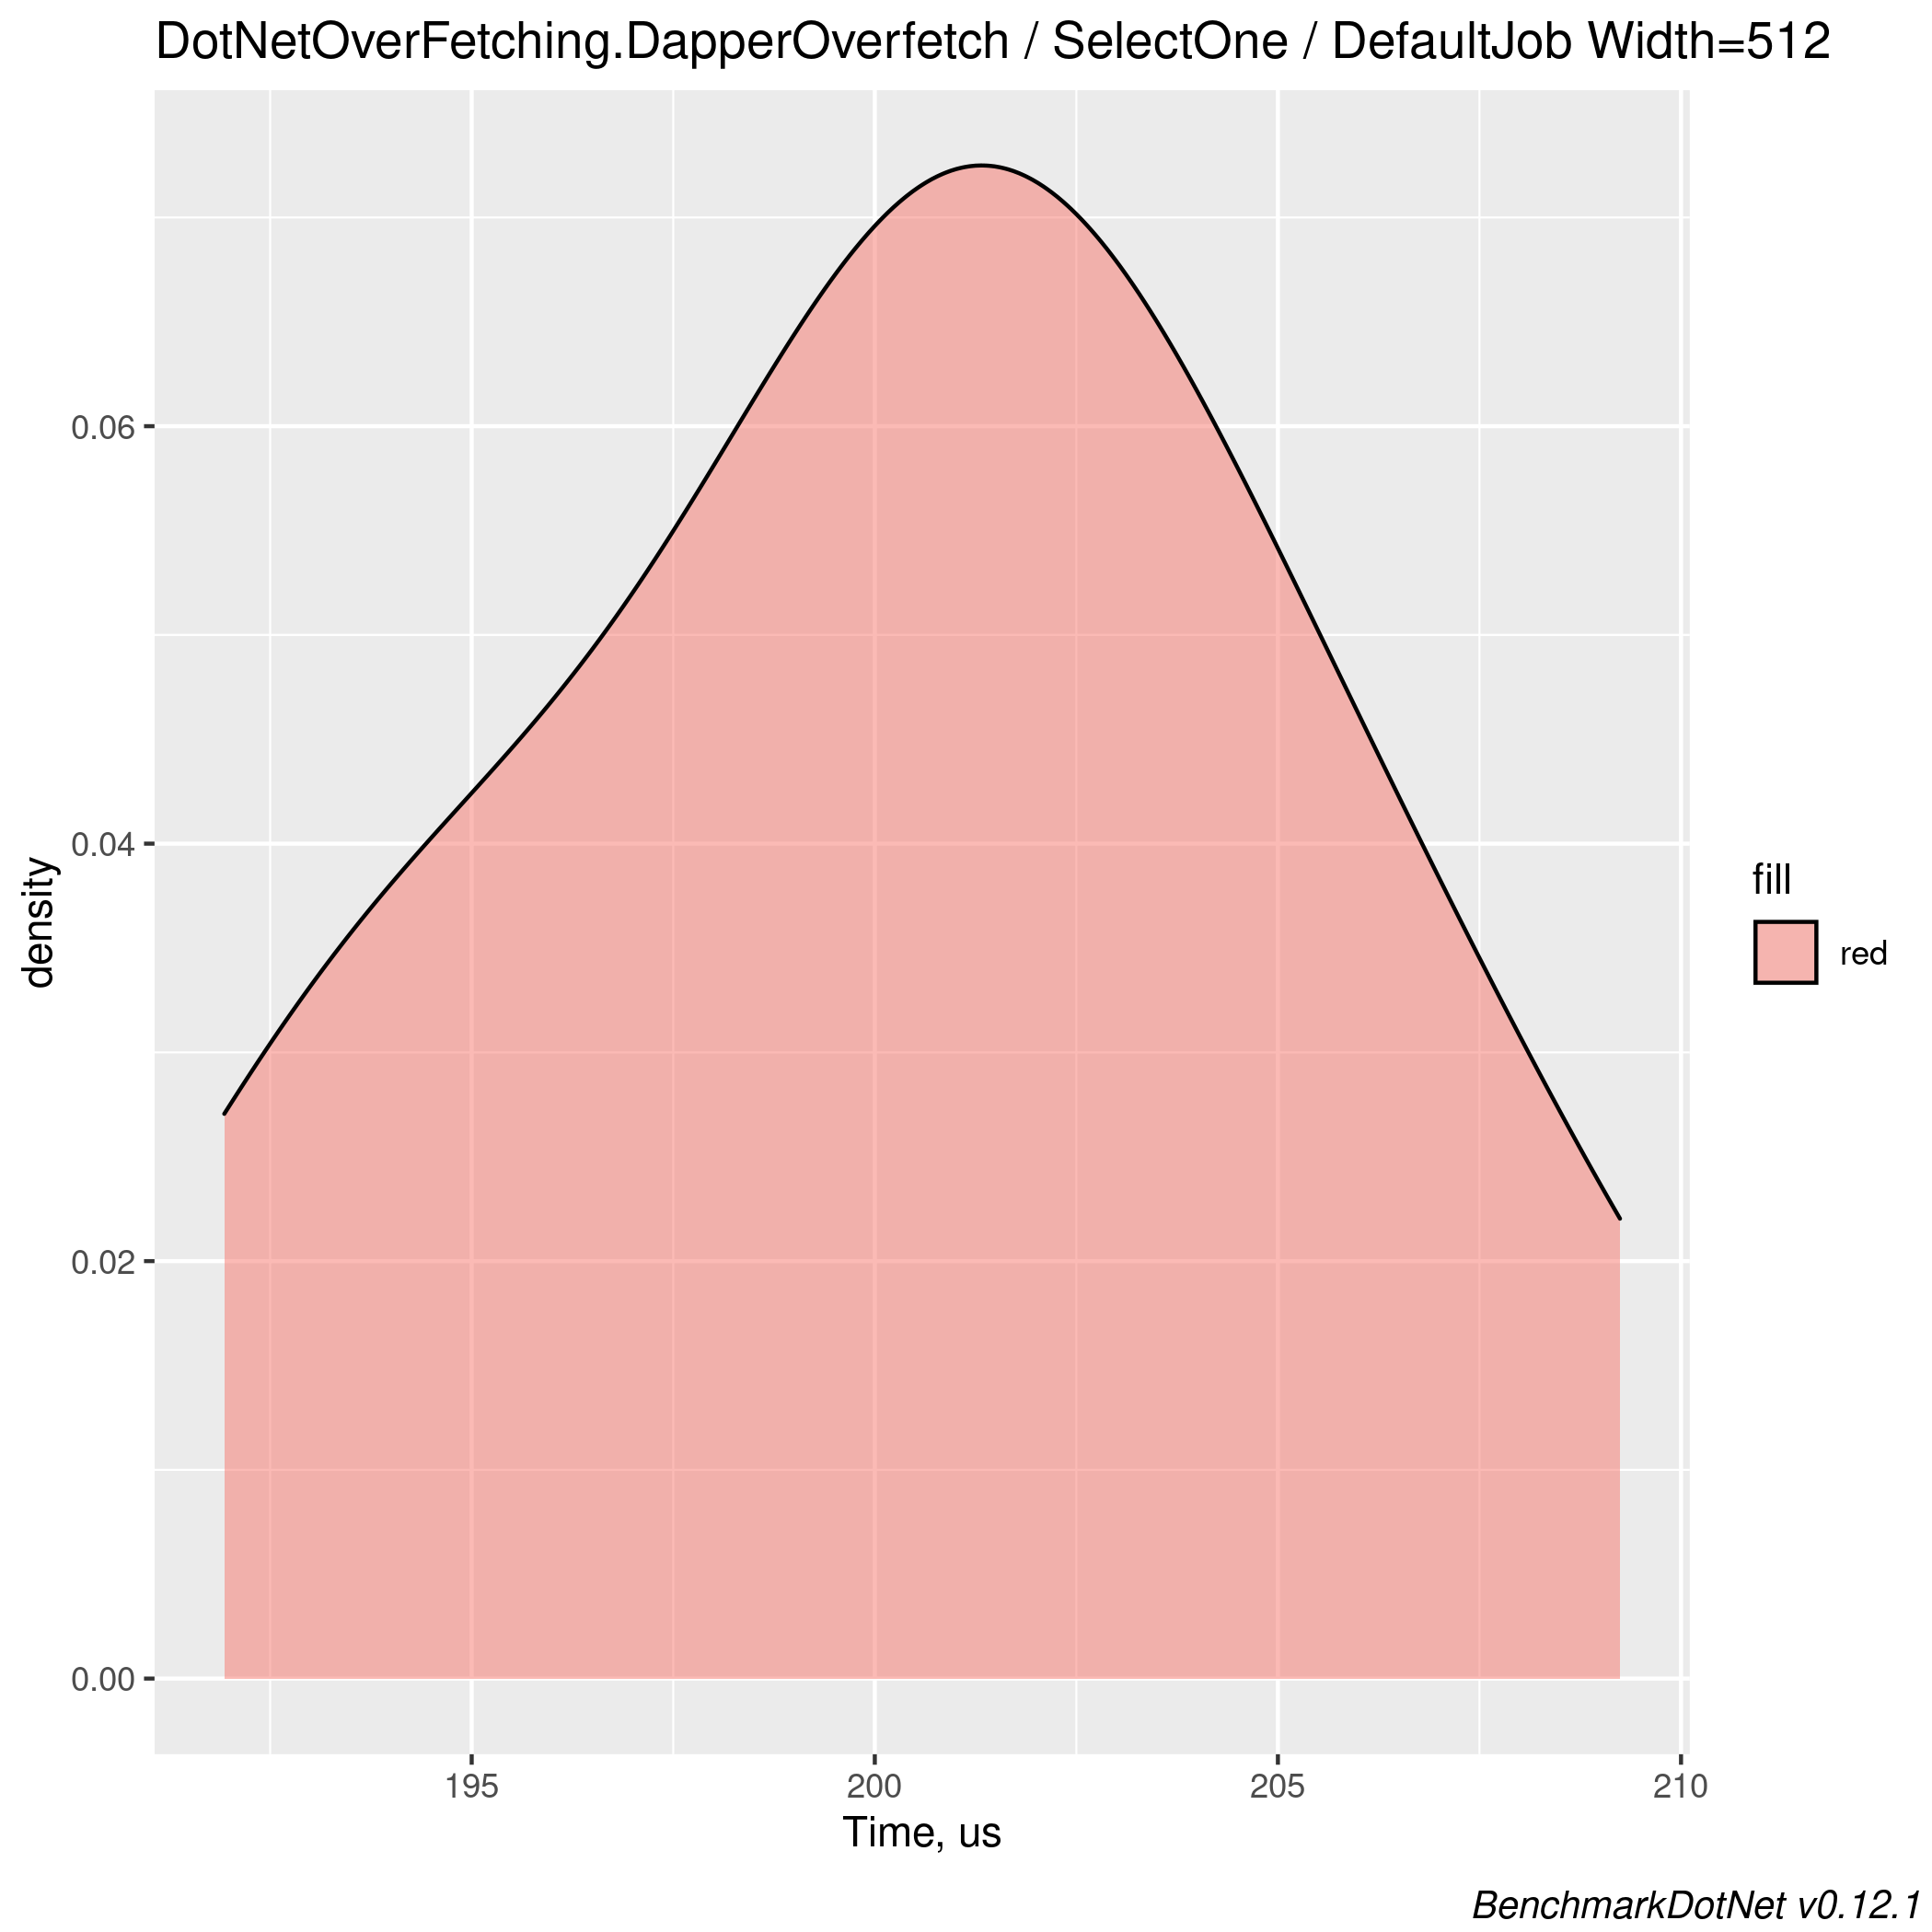 DotNetOverFetching.DapperOverfetch / SelectOne / DefaultJob Width=512
density
0.06
0.04
0.02
0.00
195 200 205 210
Time, us
fill
red
BenchmarkDotNet v0.12.1